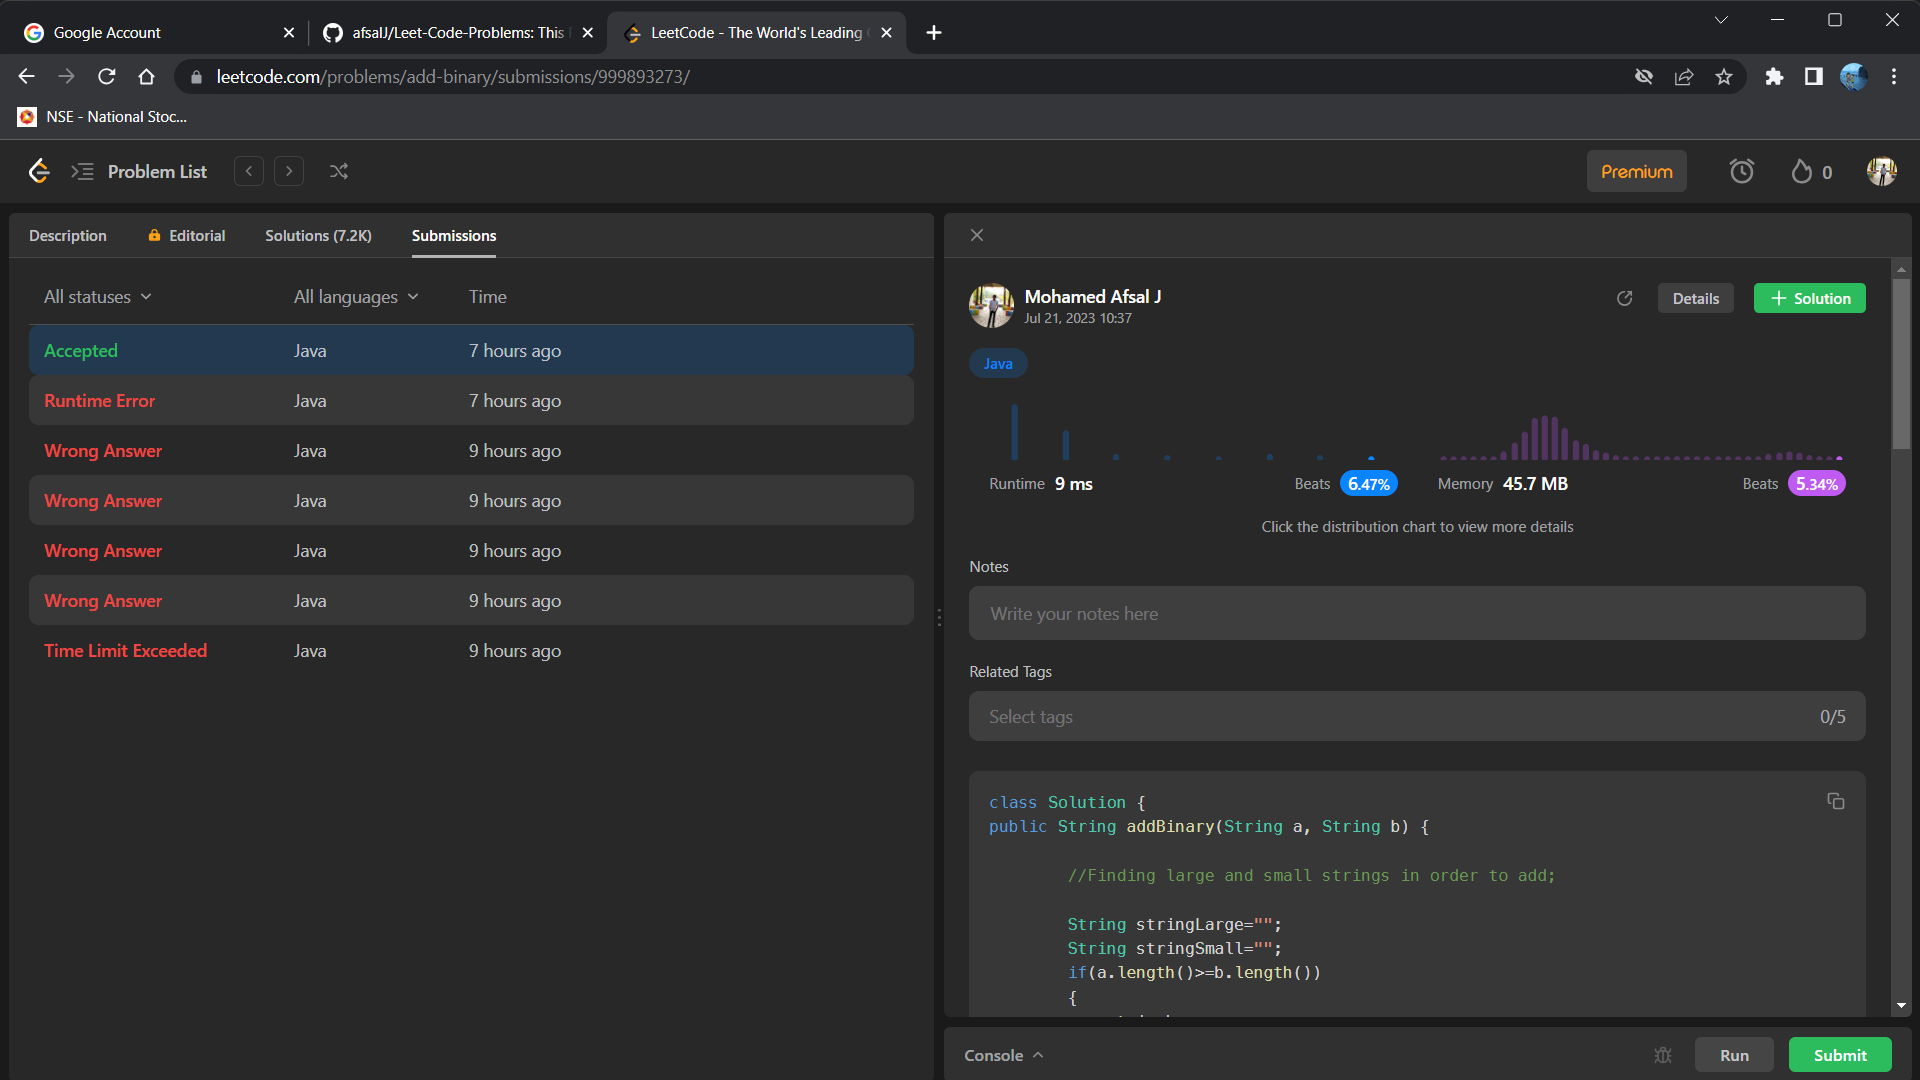 Google Account
afsalJ/Leet-Code-Problems: This
LeetCode - The World's Leading
leetcode.com/problems/add-binary/submissions/999893273/
NSE - National Stoc...
Problem List
Premium
0
Description
Editorial
Solutions (7.2K)
Submissions
All statuses
All languages
Time
Accepted
Java
7 hours ago
Runtime Error
Java
7 hours ago
Wrong Answer
Java
9 hours ago
Wrong Answer
Java
9 hours ago
Wrong Answer
Java
9 hours ago
Wrong Answer
Java
9 hours ago
Time Limit Exceeded
Java
9 hours ago
Mohamed Afsal J
Jul 21, 2023 10:37
Details
Solution
Java
Runtime 9 ms
Beats 6.47%
Memory 45.7 MB
Beats 5.34%
Click the distribution chart to view more details
Notes
Write your notes here
Related Tags
Select tags
0/5
class Solution {
public String addBinary(String a, String b) {
//Finding large and small strings in order to add;
String stringLarge="";
String stringSmall="";
if(a.length()>=b.length())
{
Console
Run
Submit